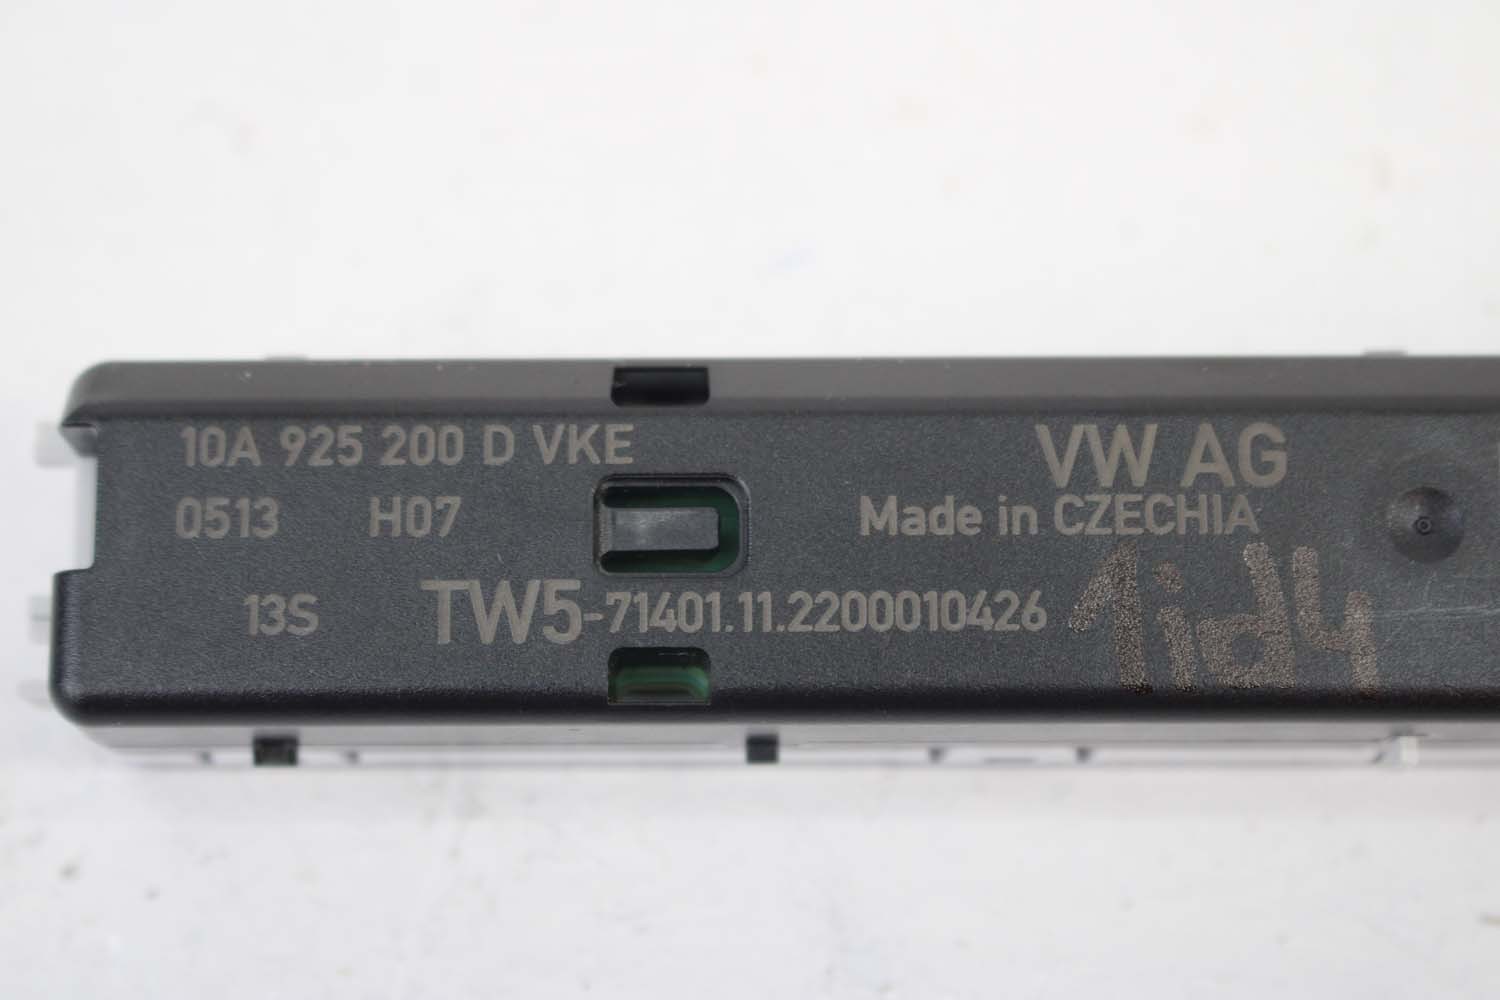 10A 925 200 D VKE
VW AG
0513 H07
Made in CZECHIA
13S TW5-71401.11.2200010426
1id4